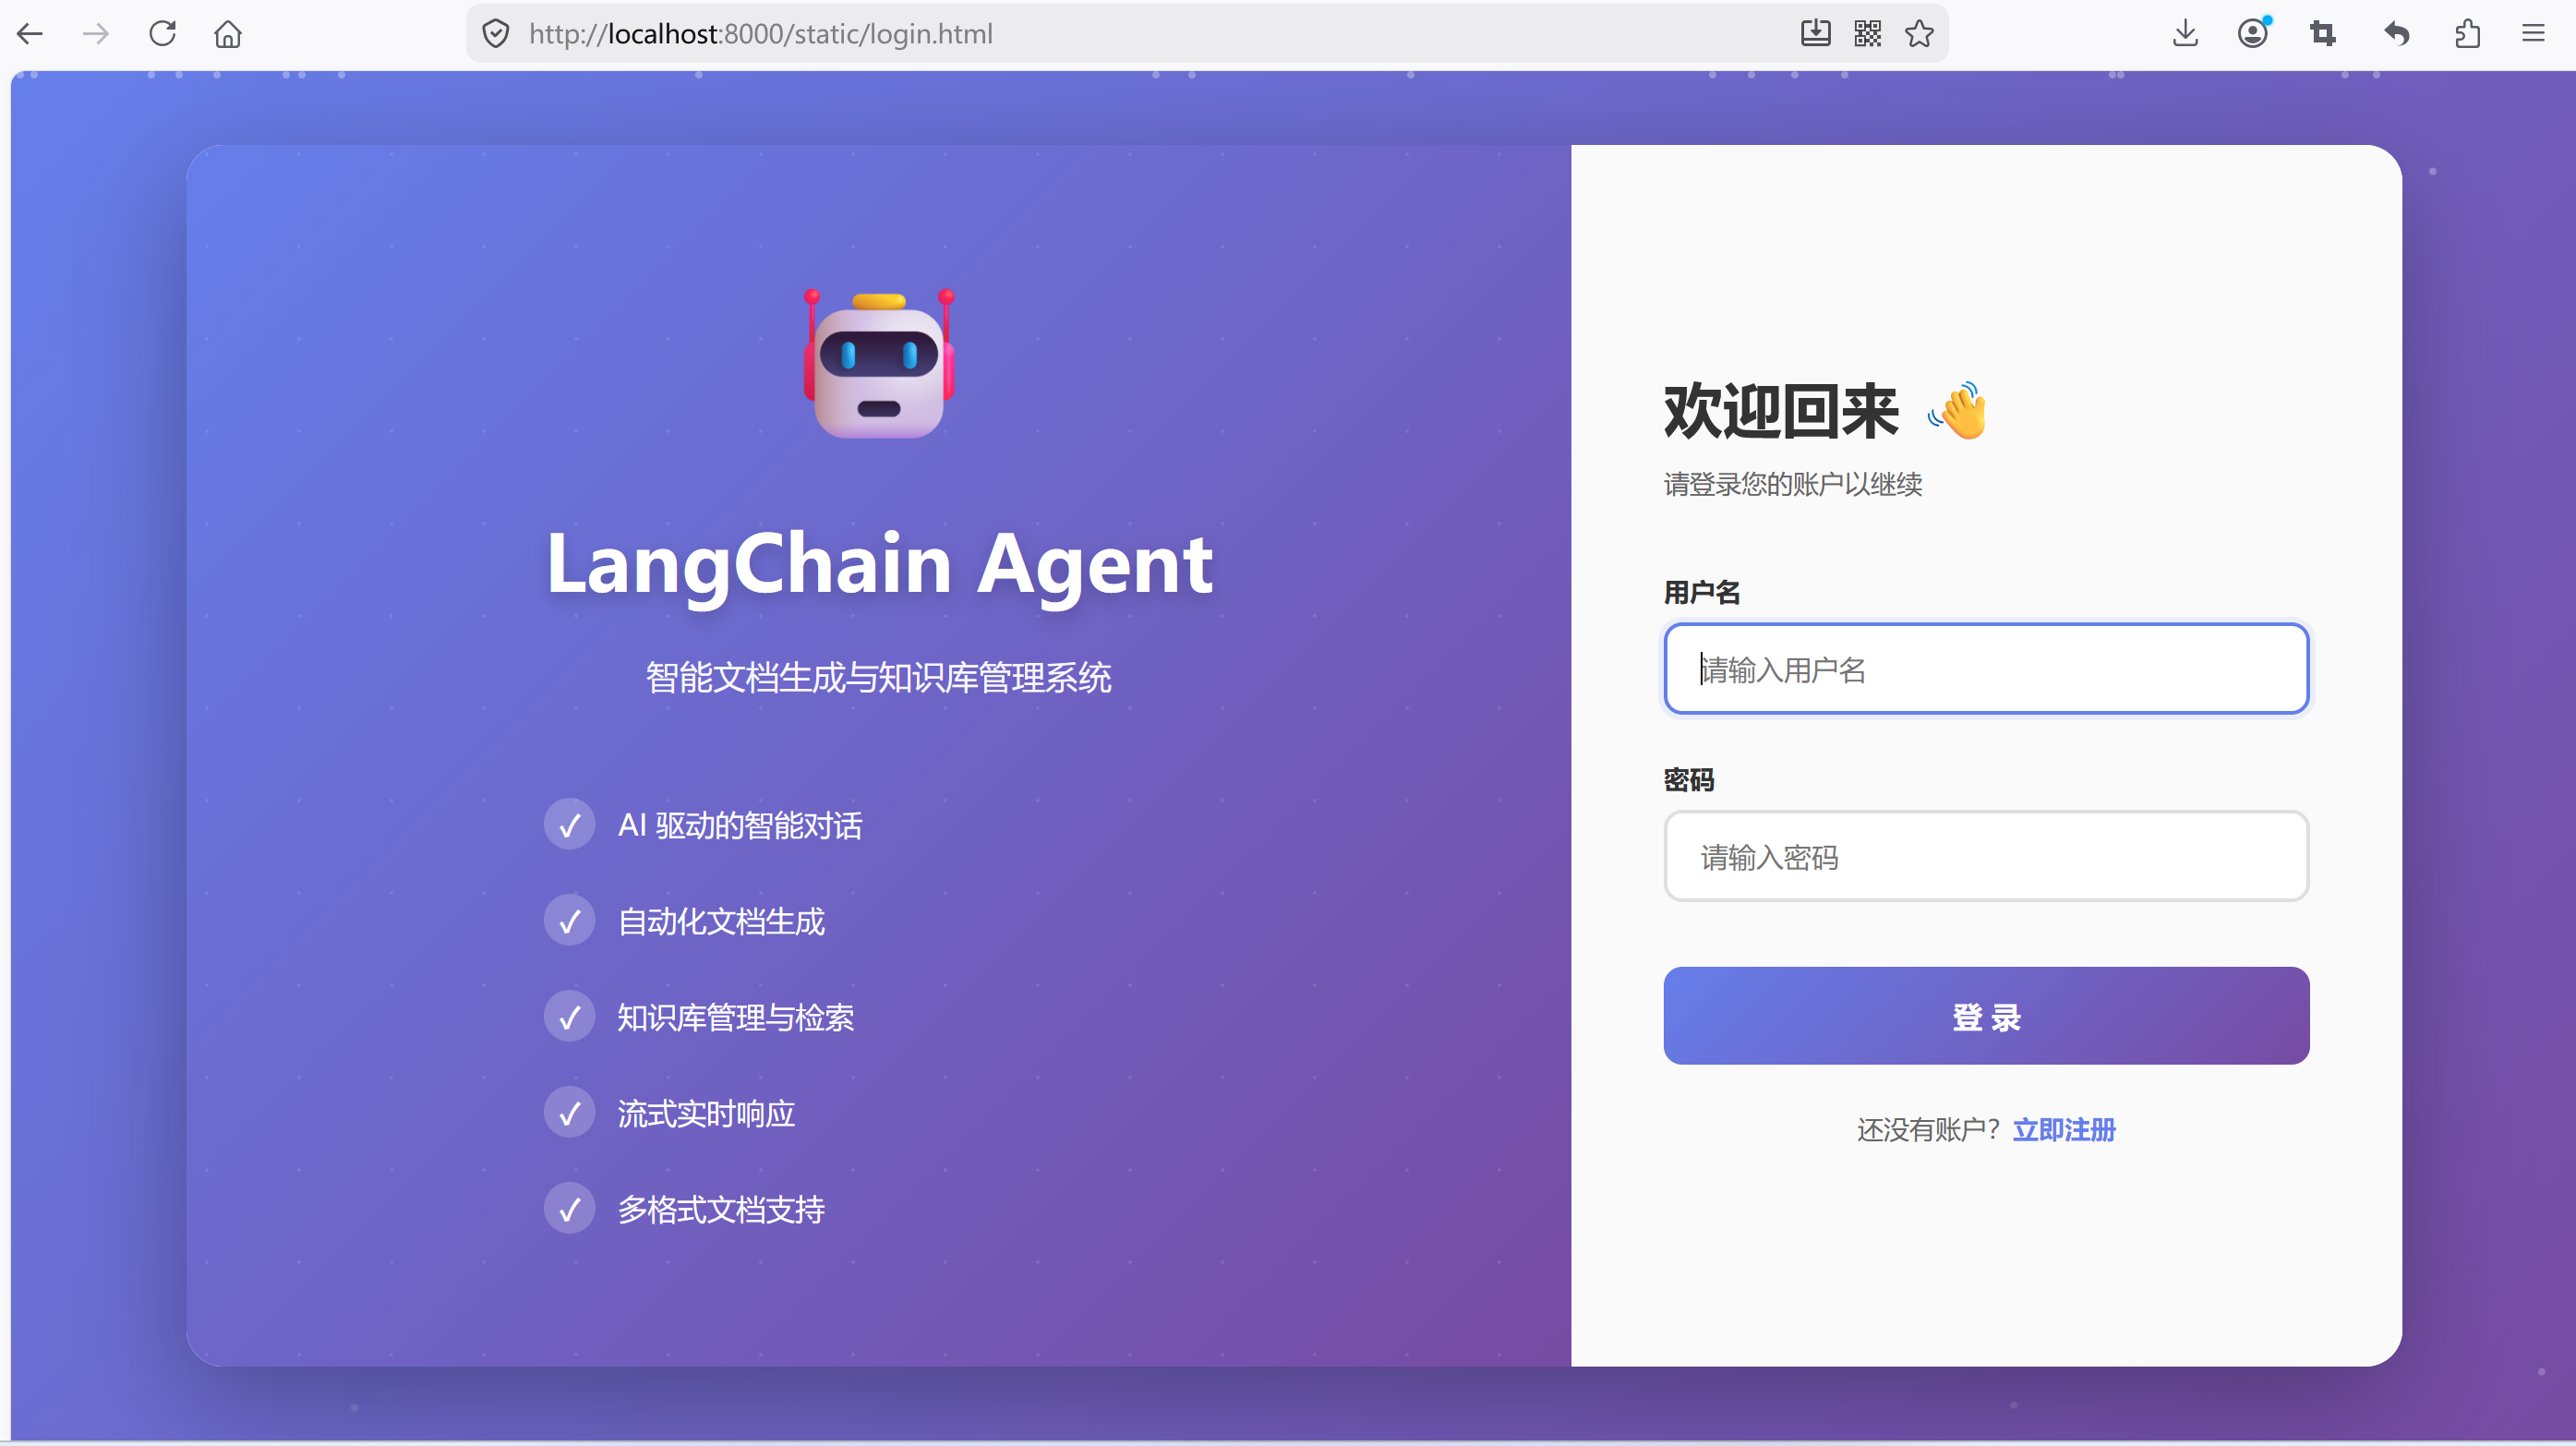 http://localhost:8000/static/login.html
LangChain Agent
智能文档生成与知识库管理系统
AI 驱动的智能对话
自动化文档生成
知识库管理与检索
流式实时响应
多格式文档支持
欢迎回来
请登录您的账户以继续
用户名
请输入用户名
密码
请输入密码
登 录
还没有账户？立即注册